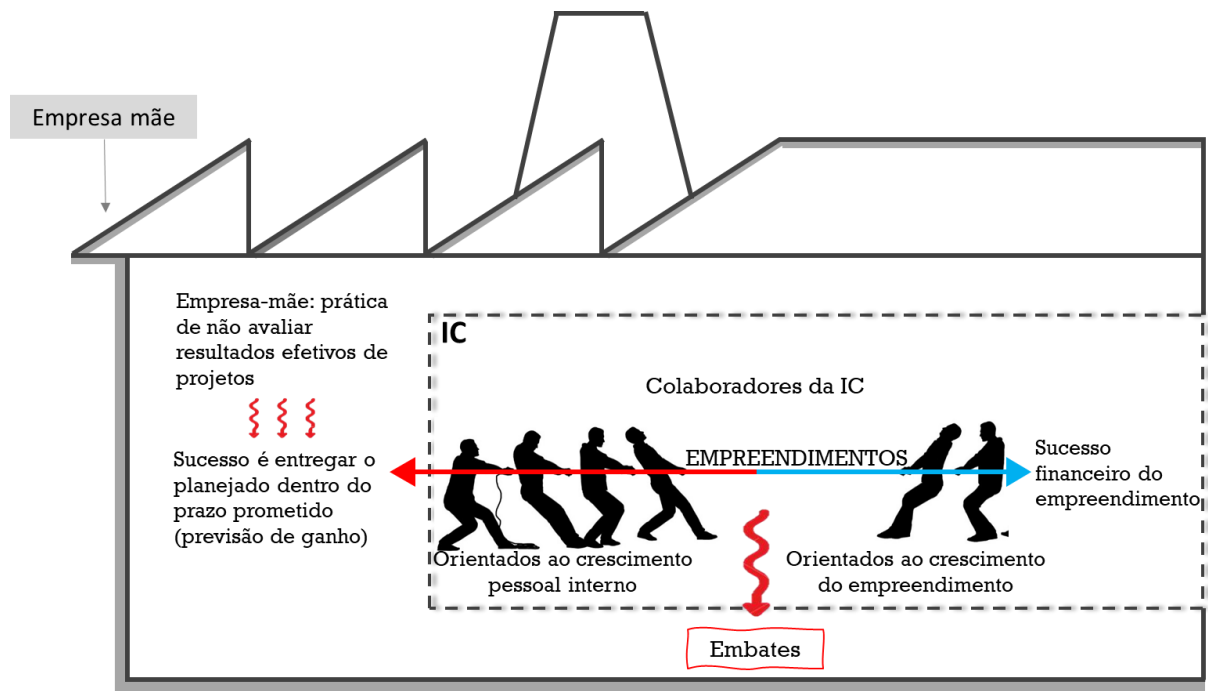 Empresa mãe
Empresa-mãe: prática
de não avaliar
resultados efetivos de
projetos
Sucesso é entregar o
planejado dentro do
prazo prometido
(previsão de ganho)
IC
Colaboradores da IC
EMPREENDIMENTOS
Sucesso
financeiro do
empreendimento
Orientados ao crescimento
pessoal interno
Orientados ao crescimento
do empreendimento
Embates